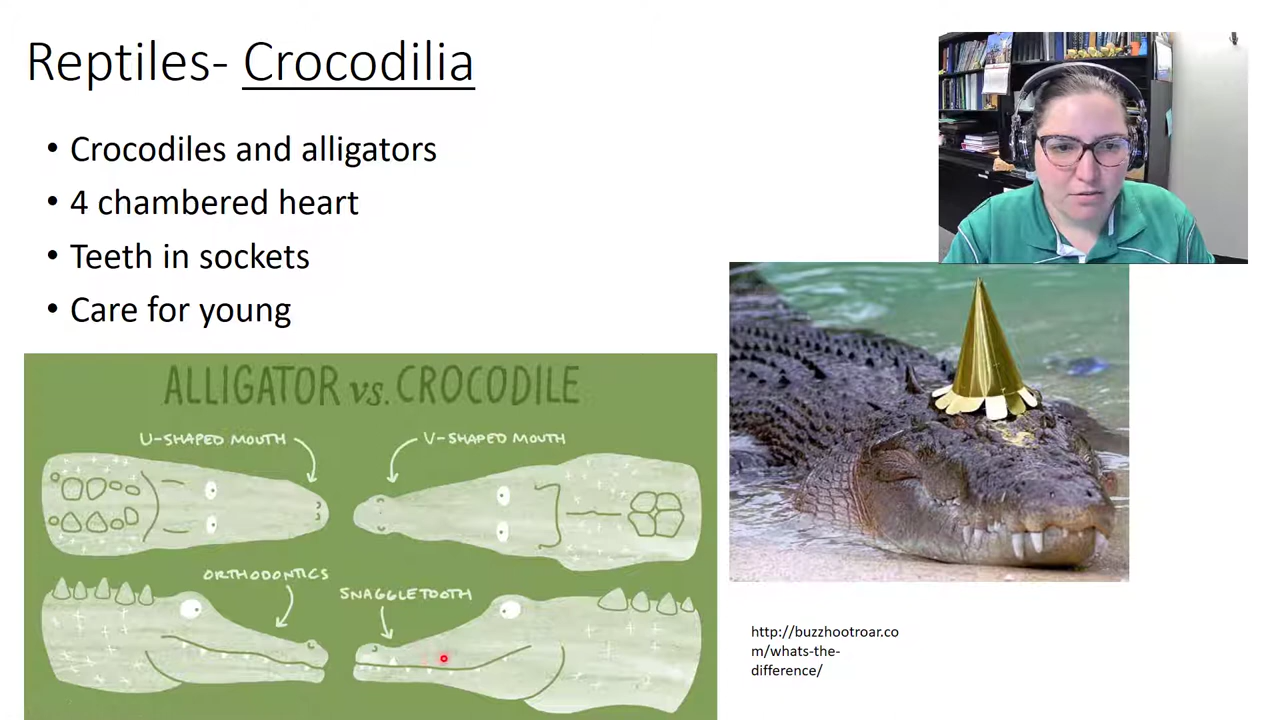 Reptiles- Crocodilia
• Crocodiles and alligators
• 4 chambered heart
• Teeth in sockets
• Care for young
ALLIGATOR vs. CROCODILE
U-SHAPED MOUTH
V-SHAPED MOUTH
ORTHODONTICS
SNAGGLETOOTH
http://buzzhootroar.co
m/whats-the-
difference/